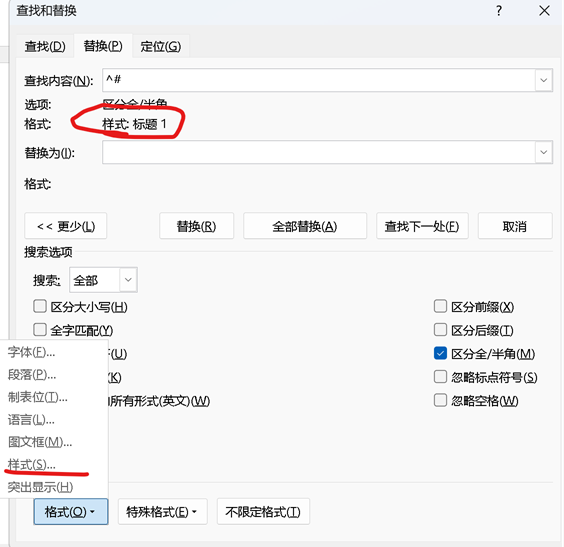 查找和替换 ?
查找(D) 替换(P) 定位(G)
查找内容(N): ^#
选项: 区分全/半角
格式: 样式: 标题 1
替换为(I):
格式:
<< 更少(L) 替换(R) 全部替换(A) 查找下一处(F) 取消
搜索选项
搜索: 全部
区分大小写(H) 区分前缀(X)
全字匹配(Y) 区分后缀(T)
字体(F)... (U) 区分全/半角(M)
段落(P)... (K) 忽略标点符号(S)
制表位(T)... 所有形式(英文)(W) 忽略空格(W)
语言(L)...
图文框(M)...
样式(S)...
突出显示(H)
格式(O) 特殊格式(E) 不限定格式(T)